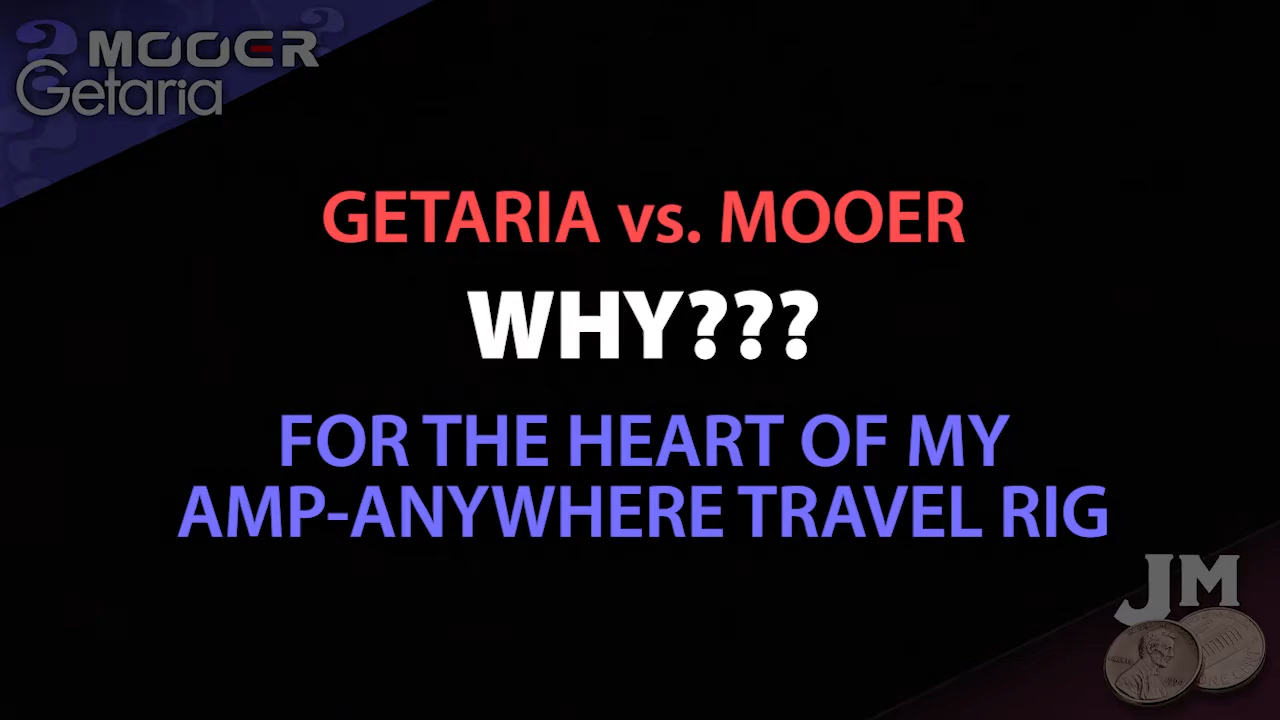 MOOER
Getaria
GETARIA vs. MOOER
WHY???
FOR THE HEART OF MY
AMP-ANYWHERE TRAVEL RIG
JM